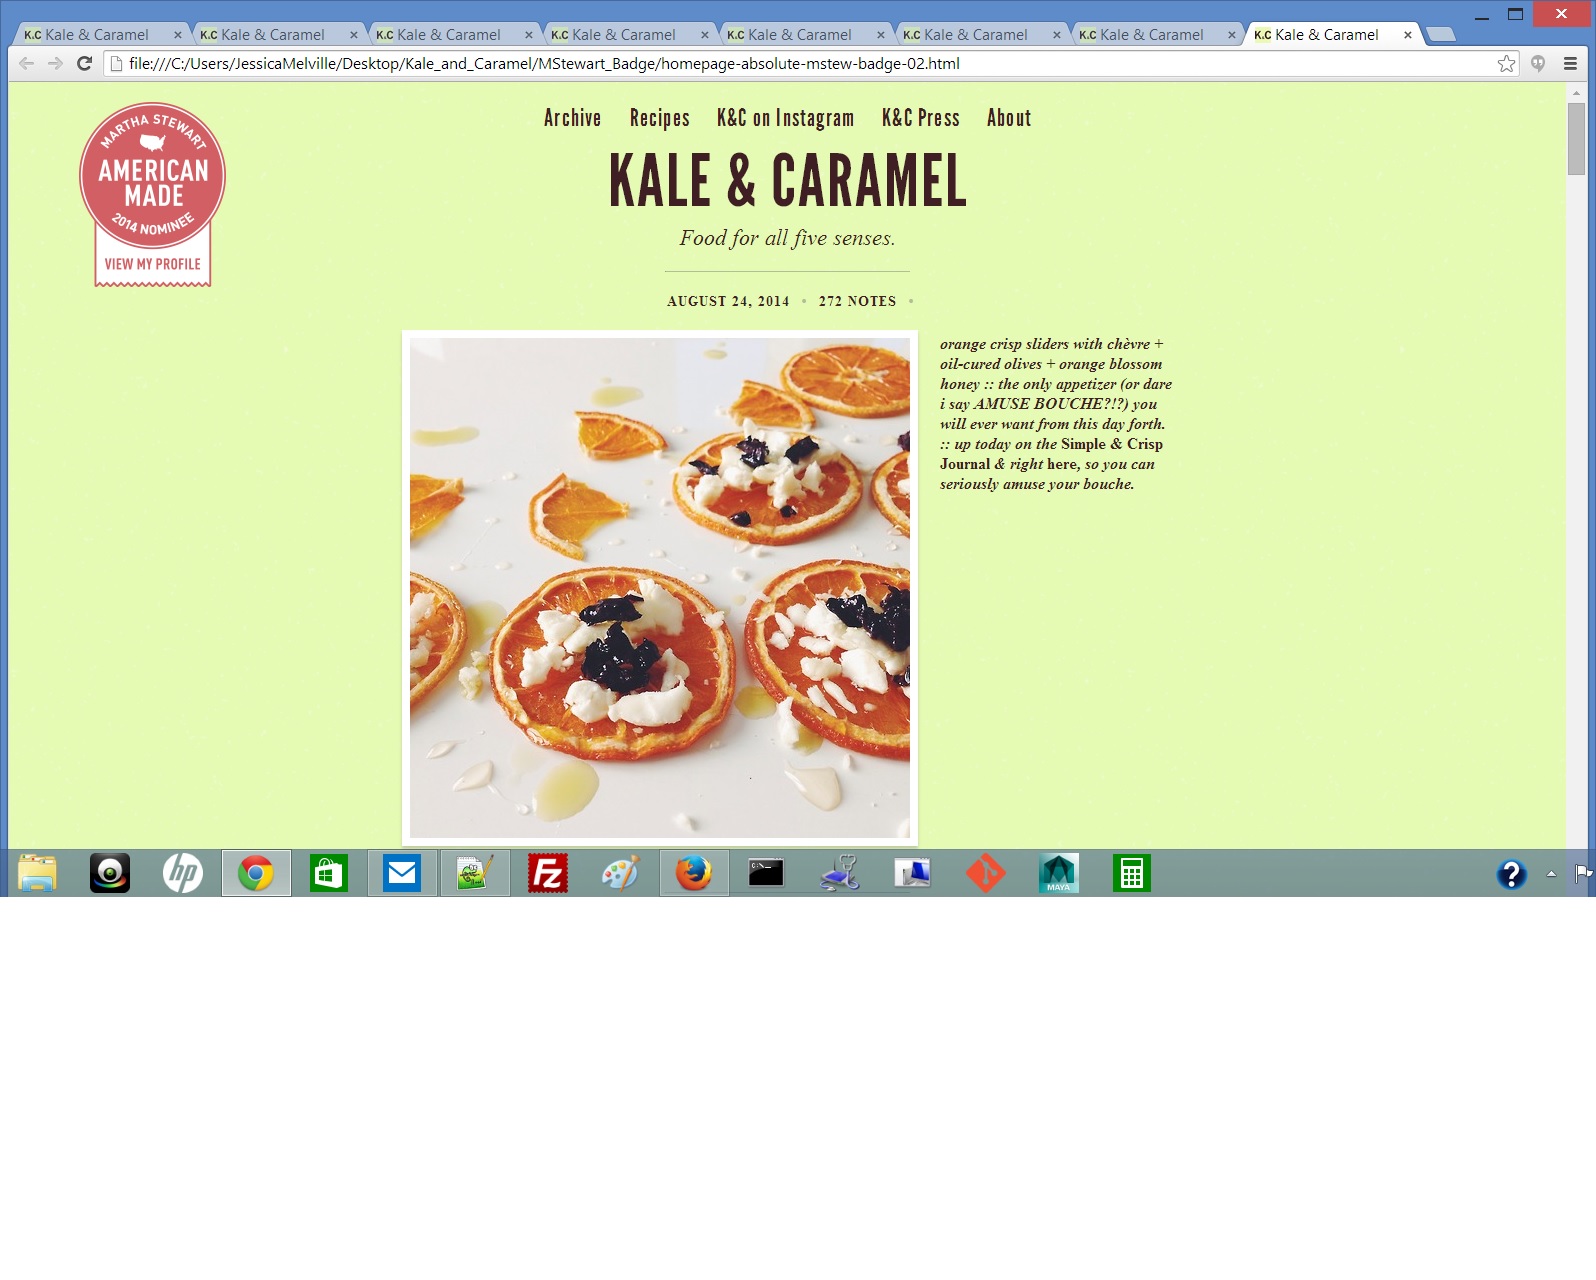 K.C Kale & Caramel
K.C Kale & Caramel
K.C Kale & Caramel
K.C Kale & Caramel
K.C Kale & Caramel
K.C Kale & Caramel
K.C Kale & Caramel
K.C Kale & Caramel
file:///C:/Users/JessicaMelville/Desktop/Kale_and_Caramel/MStewart_Badge/homepage-absolute-mstew-badge-02.html
MARTHA STEWART
AMERICAN
MADE
2014 NOMINEE
VIEW MY PROFILE
Archive Recipes K&C on Instagram K&C Press About
KALE & CARAMEL
Food for all five senses.
AUGUST 24, 2014 • 272 NOTES •
orange crisp sliders with chèvre +
oil-cured olives + orange blossom
honey :: the only appetizer (or dare
i say AMUSE BOUCHE?!?) you
will ever want from this day forth.
:: up today on the Simple & Crisp
Journal & right here, so you can
seriously amuse your bouche.
hp
Fz
C:\_
MAYA
?